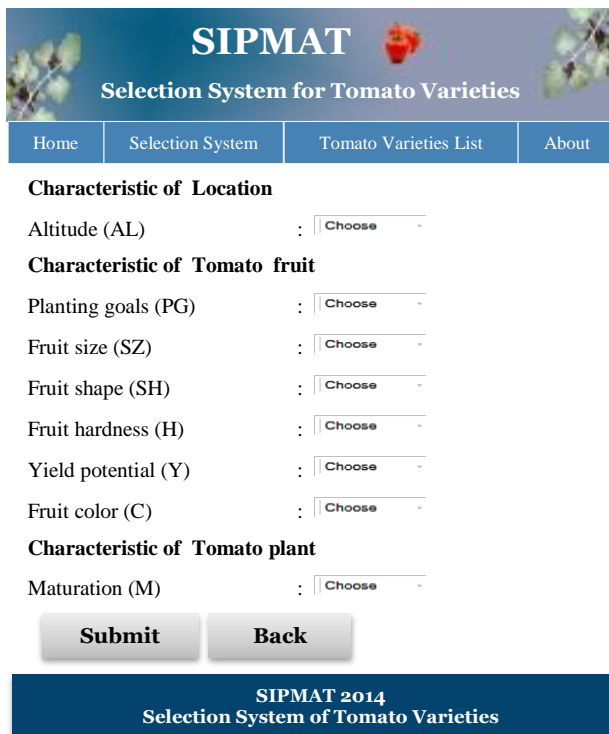 SIPMAT
Selection System for Tomato Varieties
Home Selection System Tomato Varieties List About
Characteristic of Location
Altitude (AL) : Choose
Characteristic of Tomato fruit
Planting goals (PG) : Choose
Fruit size (SZ) : Choose
Fruit shape (SH) : Choose
Fruit hardness (H) : Choose
Yield potential (Y) : Choose
Fruit color (C) : Choose
Characteristic of Tomato plant
Maturation (M) : Choose
Submit Back
SIPMAT 2014
Selection System of Tomato Varieties